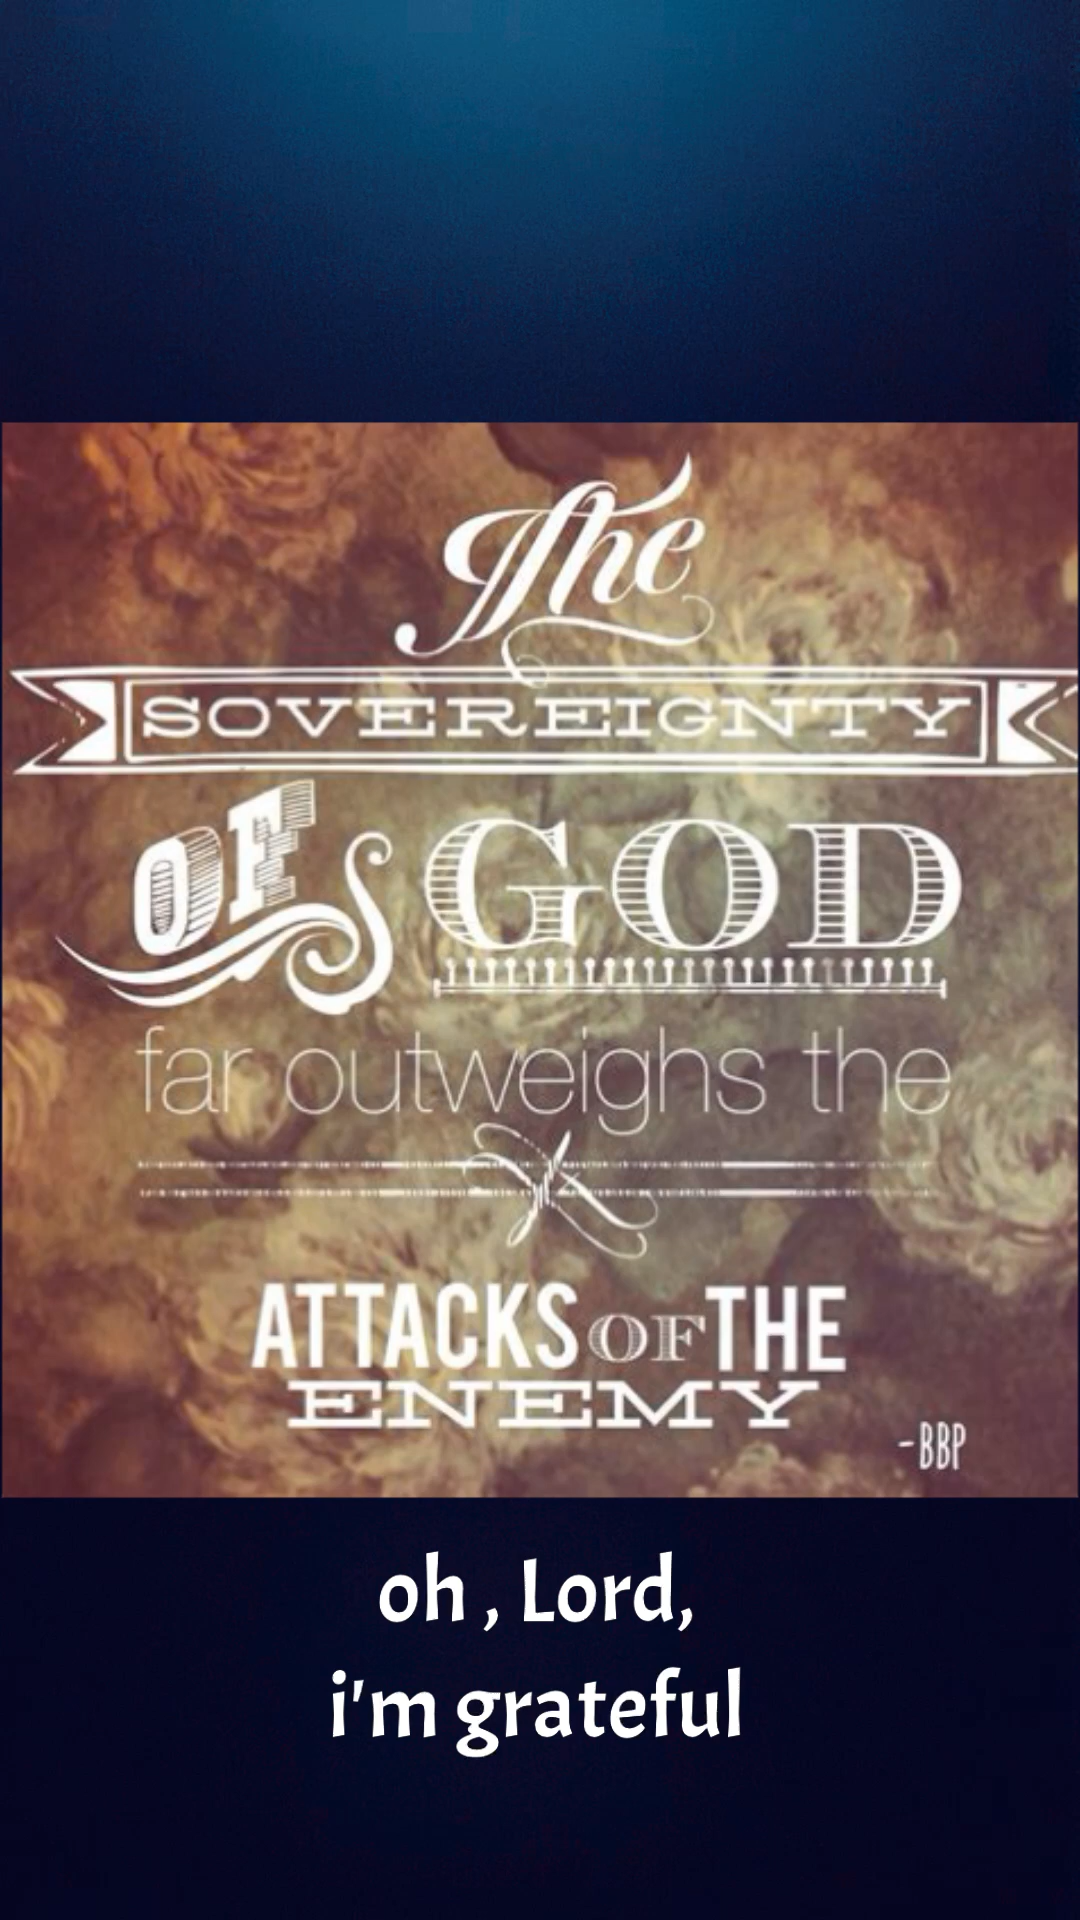 The
SOVEREIGNTY
OF GOD
far outweighs the
ATTACKS OF THE
ENEMY
-BBP
oh , Lord,
i'm grateful